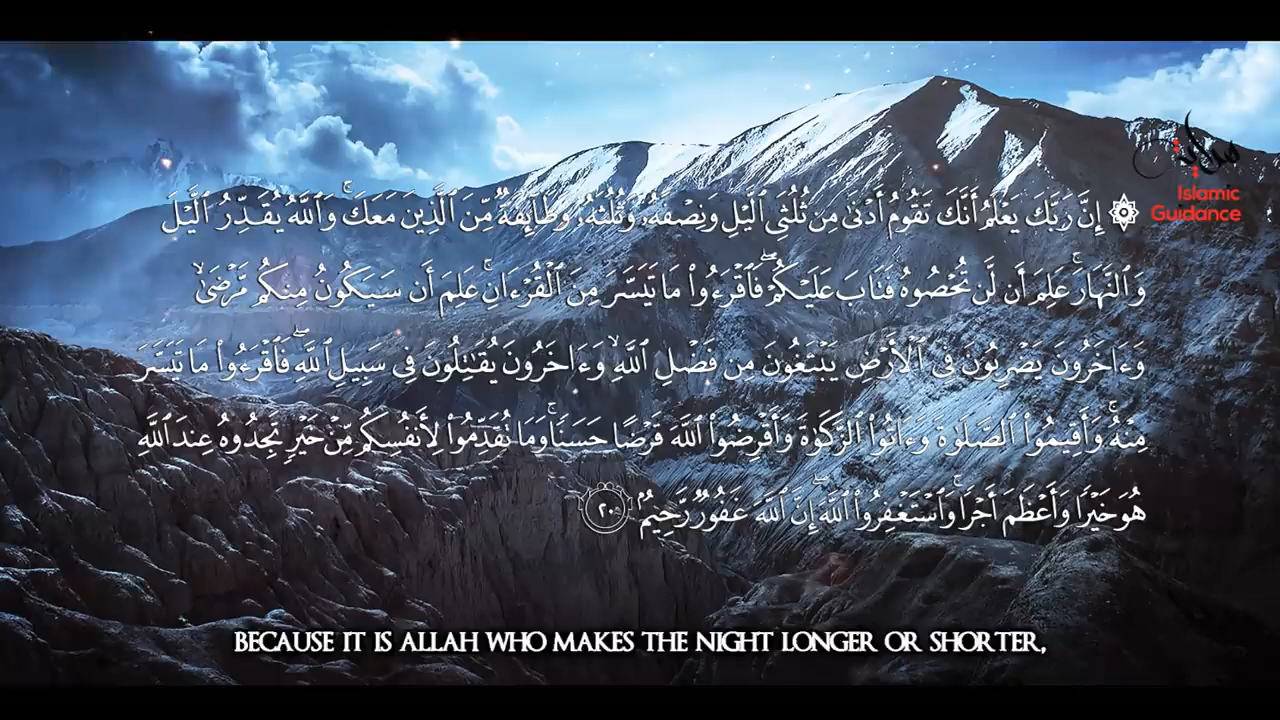 هداية
Islamic
Guidance
۞ إِنَّ رَبَّكَ يَعْلَمُ أَنَّكَ تَقُومُ أَدْنَىٰ مِن ثُلُثَىِ ٱلَّيْلِ وَنِصْفَهُۥ وَثُلُثَهُۥ وَطَآئِفَةٌ مِّنَ ٱلَّذِينَ مَعَكَ ۚ وَٱللَّهُ يُقَدِّرُ ٱلَّيْلَ
وَٱلنَّهَارَ ۚ عَلِمَ أَن لَّن تُحْصُوهُ فَتَابَ عَلَيْكُمْ ۖ فَٱقْرَءُوا۟ مَا تَيَسَّرَ مِنَ ٱلْقُرْءَانِ ۚ عَلِمَ أَن سَيَكُونُ مِنكُم مَّرْضَىٰ ۙ
وَءَاخَرُونَ يَضْرِبُونَ فِى ٱلْأَرْضِ يَبْتَغُونَ مِن فَضْلِ ٱللَّهِ ۙ وَءَاخَرُونَ يُقَٰتِلُونَ فِى سَبِيلِ ٱللَّهِ ۖ فَٱقْرَءُوا۟ مَا تَيَسَّرَ
مِنْهُ ۚ وَأَقِيمُوا۟ ٱلصَّلَوٰةَ وَءَاتُوا۟ ٱلزَّكَوٰةَ وَأَقْرِضُوا۟ ٱللَّهَ قَرْضًا حَسَنًا ۚ وَمَا تُقَدِّمُوا۟ لِأَنفُسِكُم مِّنْ خَيْرٍ تَجِدُوهُ عِندَ ٱللَّهِ
هُوَ خَيْرًا وَأَعْظَمَ أَجْرًا ۚ وَٱسْتَغْفِرُوا۟ ٱللَّهَ ۖ إِنَّ ٱللَّهَ غَفُورٌ رَّحِيمٌۢ ٢٠
BECAUSE IT IS ALLAH WHO MAKES THE NIGHT LONGER OR SHORTER,